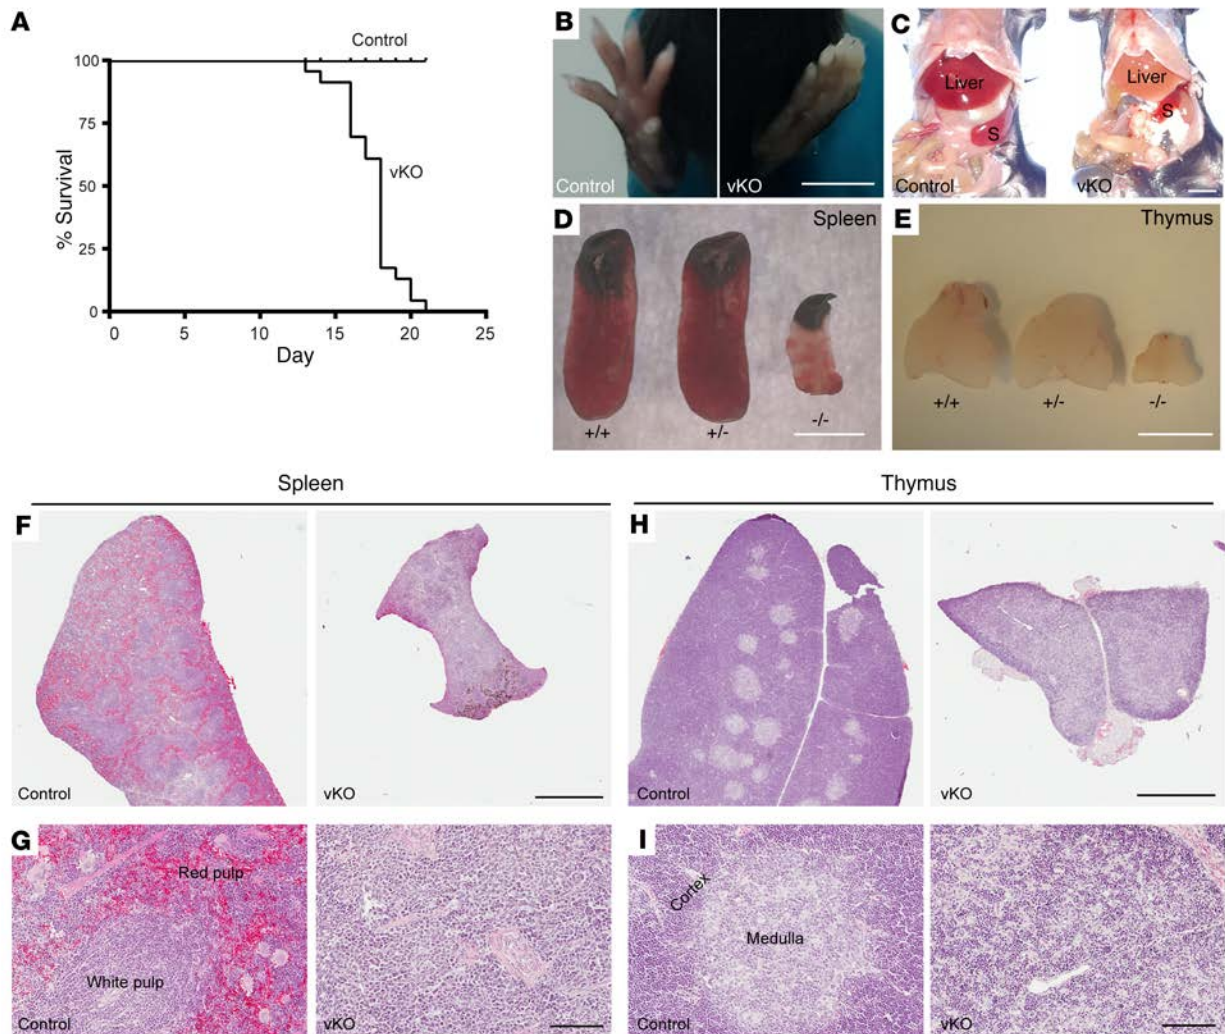 A
Control
100
75
50
25
0
% Survival
vKO
0 5 10 15 20 25
Day
B
Control
vKO
C
Liver
S
Control
Liver
S
vKO
D
Spleen
+/+
+/-
-/-
E
Thymus
+/+
+/-
-/-
Spleen
Thymus
F
Control
vKO
H
Control
vKO
G
Red pulp
White pulp
Control
vKO
I
Cortex
Medulla
Control
vKO